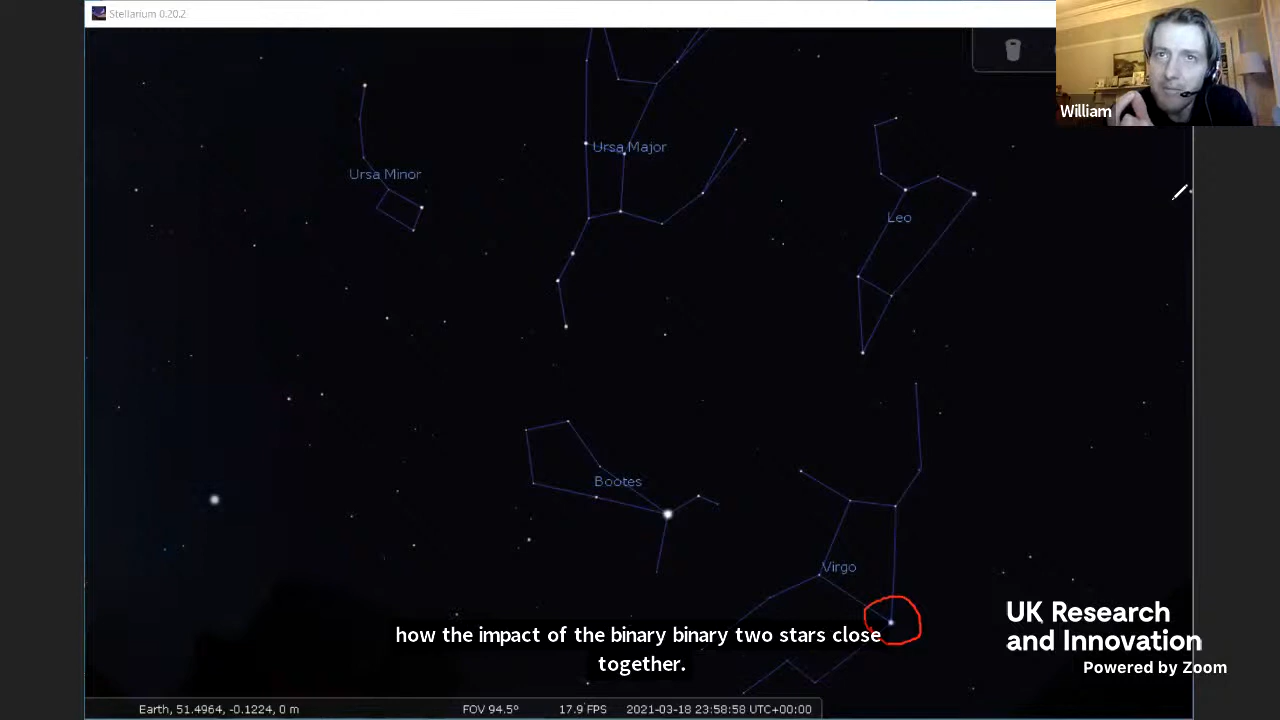 Stellarium 0.20.2
William
Ursa Major
Ursa Minor
Leo
Bootes
Virgo
how the impact of the binary binary two stars close
together.
UK Research
and Innovation
Powered by Zoom
Earth, 51.4964, -0.1224, 0 m FOV 94.5° 17.9 FPS 2021-03-18 23:58:58 UTC+00:00